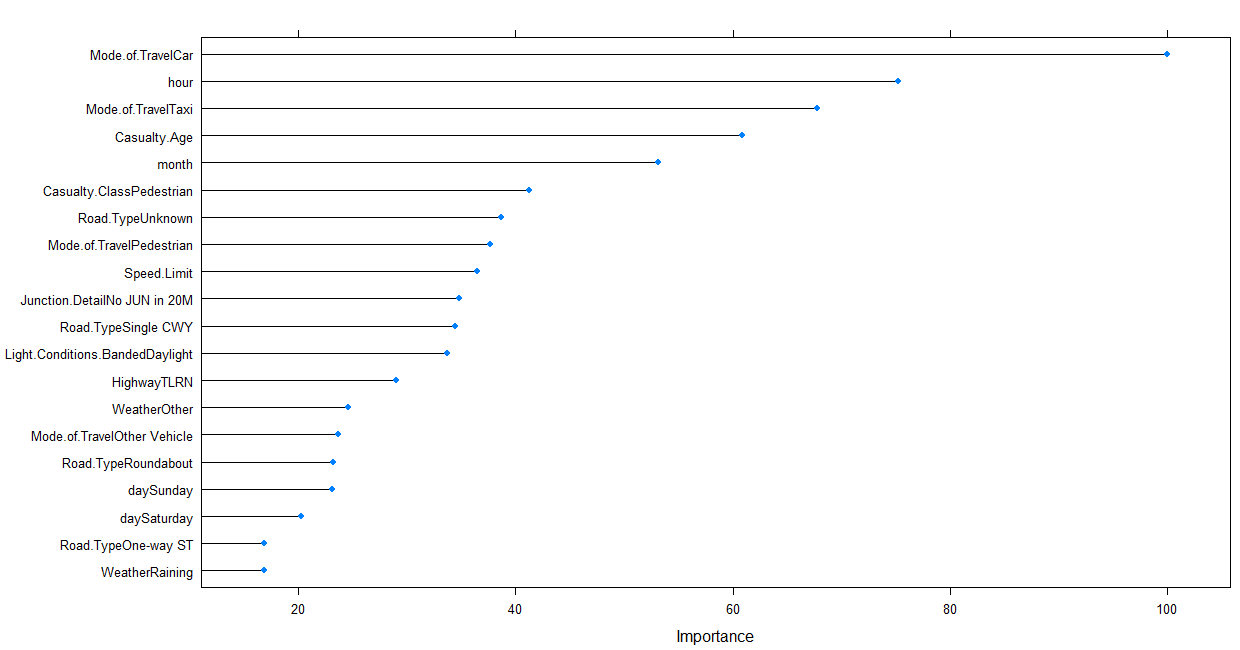 Mode.of.TravelCar
hour
Mode.of.TravelTaxi
Casualty.Age
month
Casualty.ClassPedestrian
Road.TypeUnknown
Mode.of.TravelPedestrian
Speed.Limit
Junction.DetailNo JUN in 20M
Road.TypeSingle CWY
Light.Conditions.BandedDaylight
HighwayTLRN
WeatherOther
Mode.of.TravelOther Vehicle
Road.TypeRoundabout
daySunday
daySaturday
Road.TypeOne-way ST
WeatherRaining
20 40 60 80 100
Importance